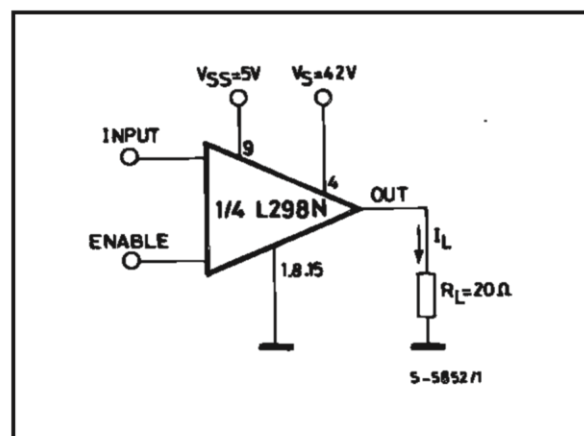 VSS=5V VS=42V
INPUT
9
4
OUT
1/4 L298N
IL
ENABLE
1.8.15
RL=20Ω
S-5852/1